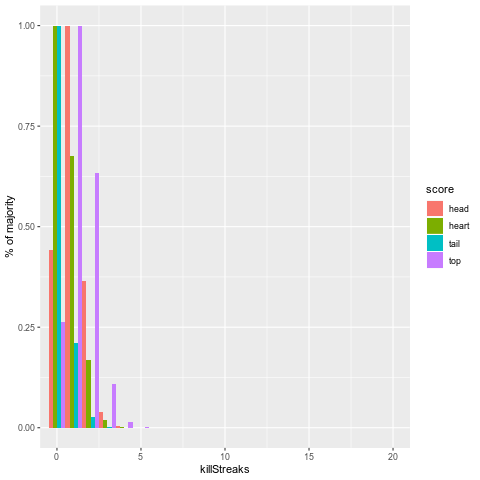 1.00
0.75
0.50
0.25
0.00
% of majority
0
5
10
15
20
killStreaks
score
head
heart
tail
top